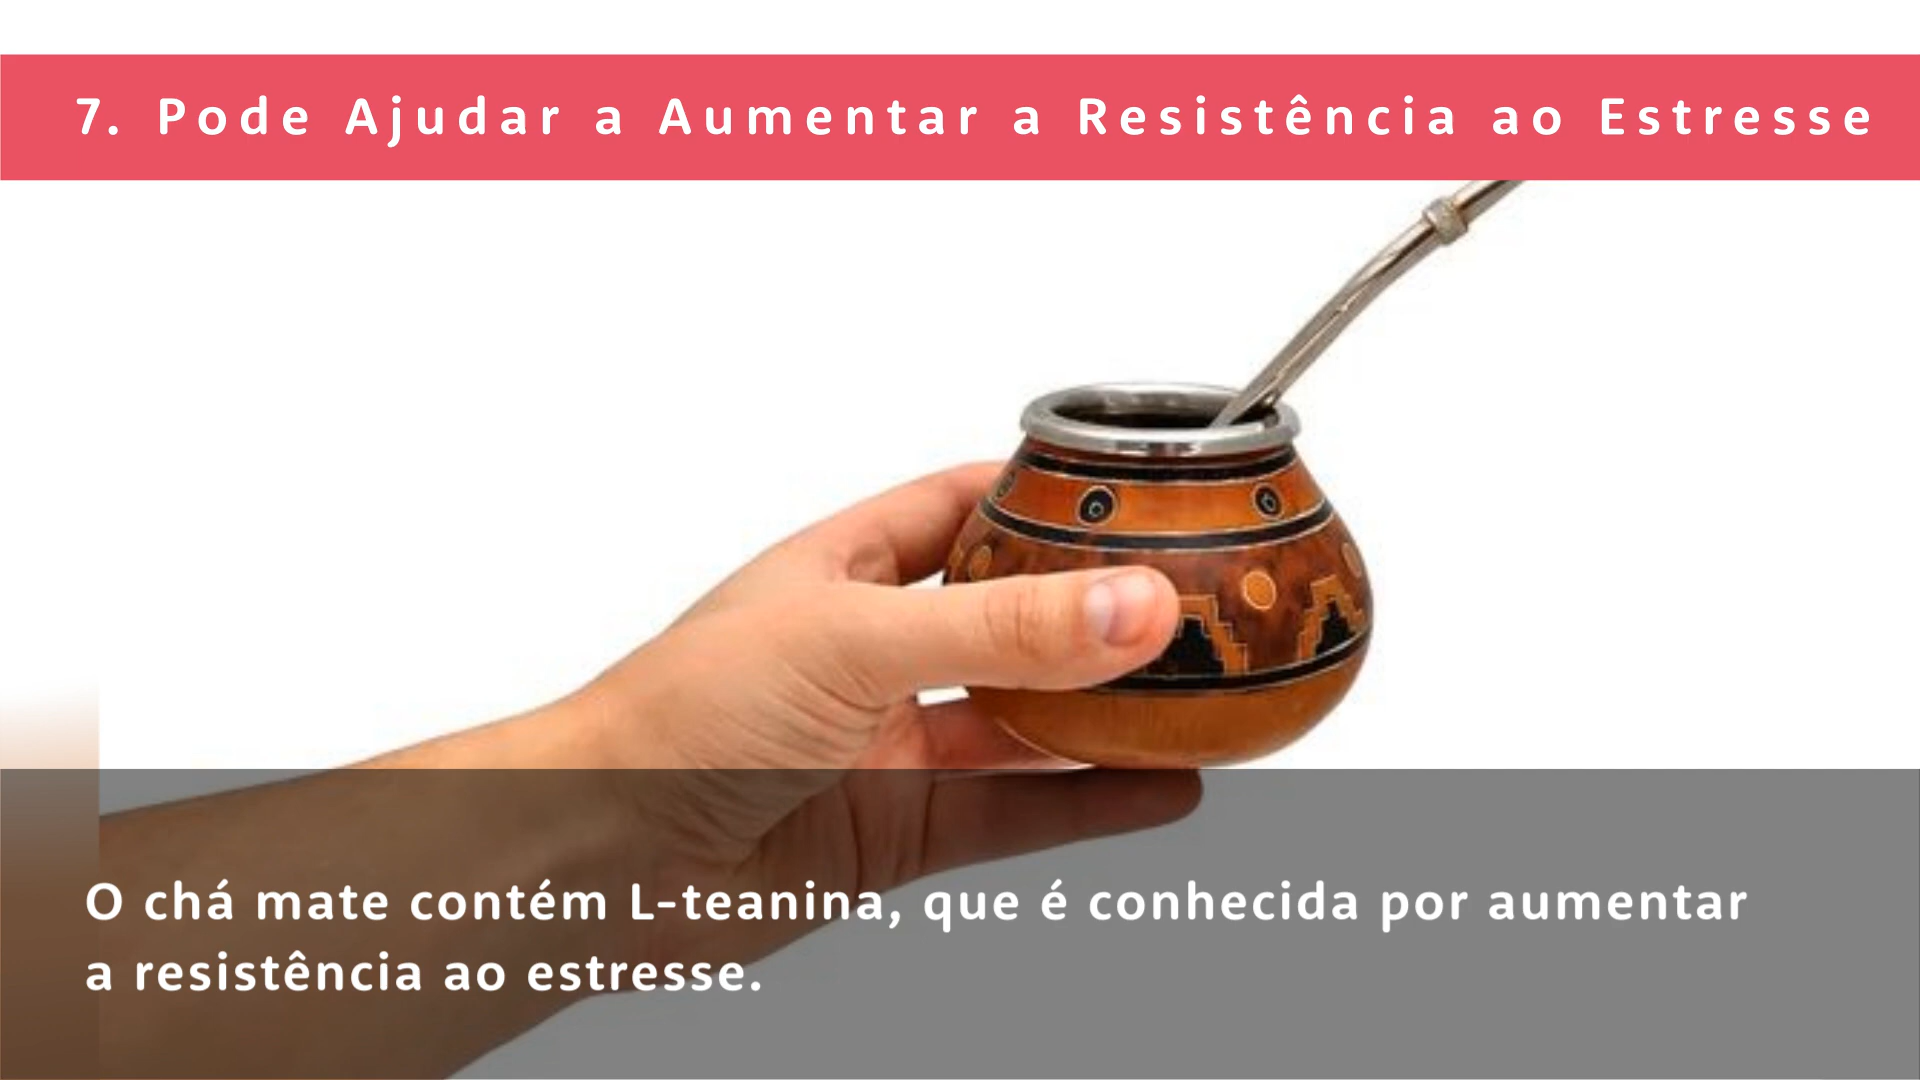 7. Pode Ajudar a Aumentar a Resistência ao Estresse
O chá mate contém L-teanina, que é conhecida por aumentar
a resistência ao estresse.